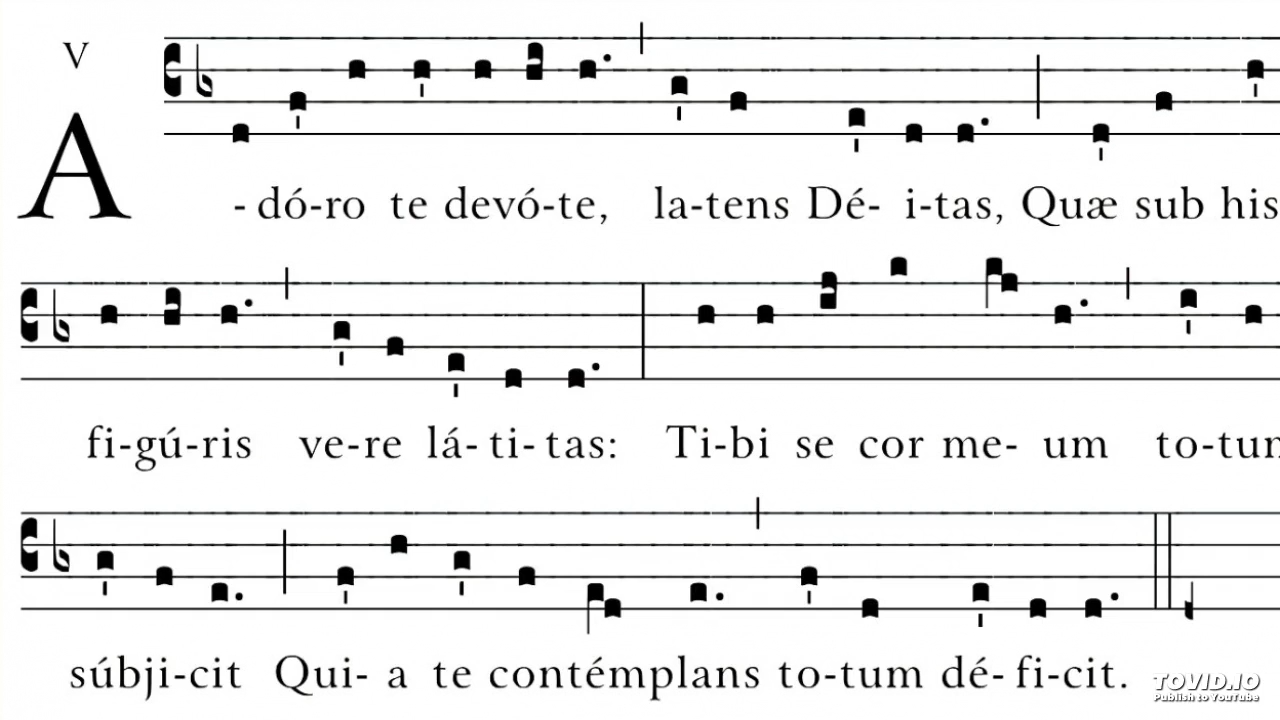 V
A-dó-ro te devó-te, la-tens Dé- i-tas, Quæ sub his
fi-gú-ris ve-re lá-ti-tas: Ti-bi se cor me- um to-tum
súbji-cit Qui- a te contémplans to-tum dé-fi-cit.
TOVID.IO
Publish to YouTube